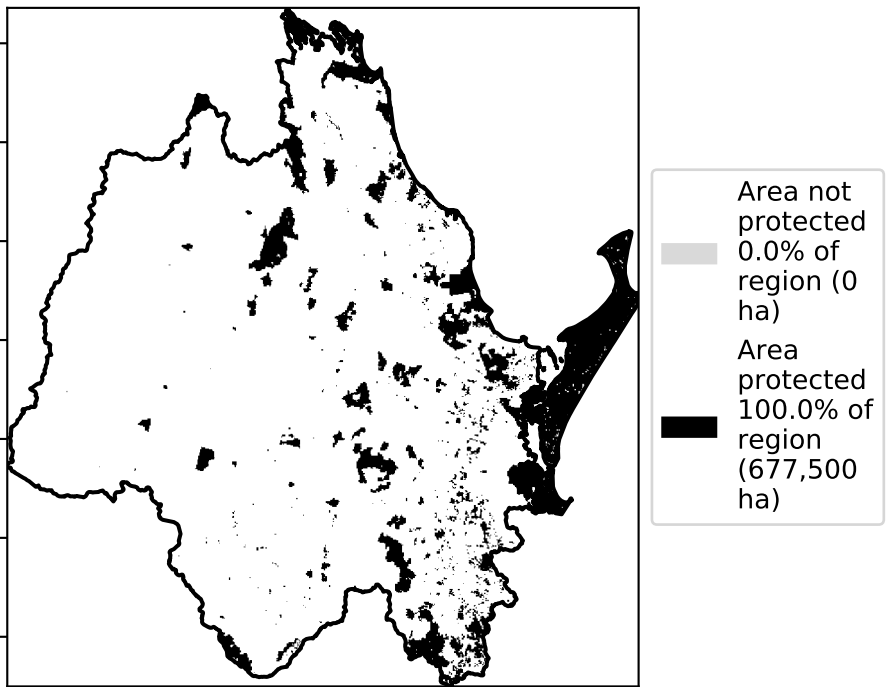 Area not
protected
0.0% of
region (0
ha)
Area
protected
100.0% of
region
(677,500
ha)